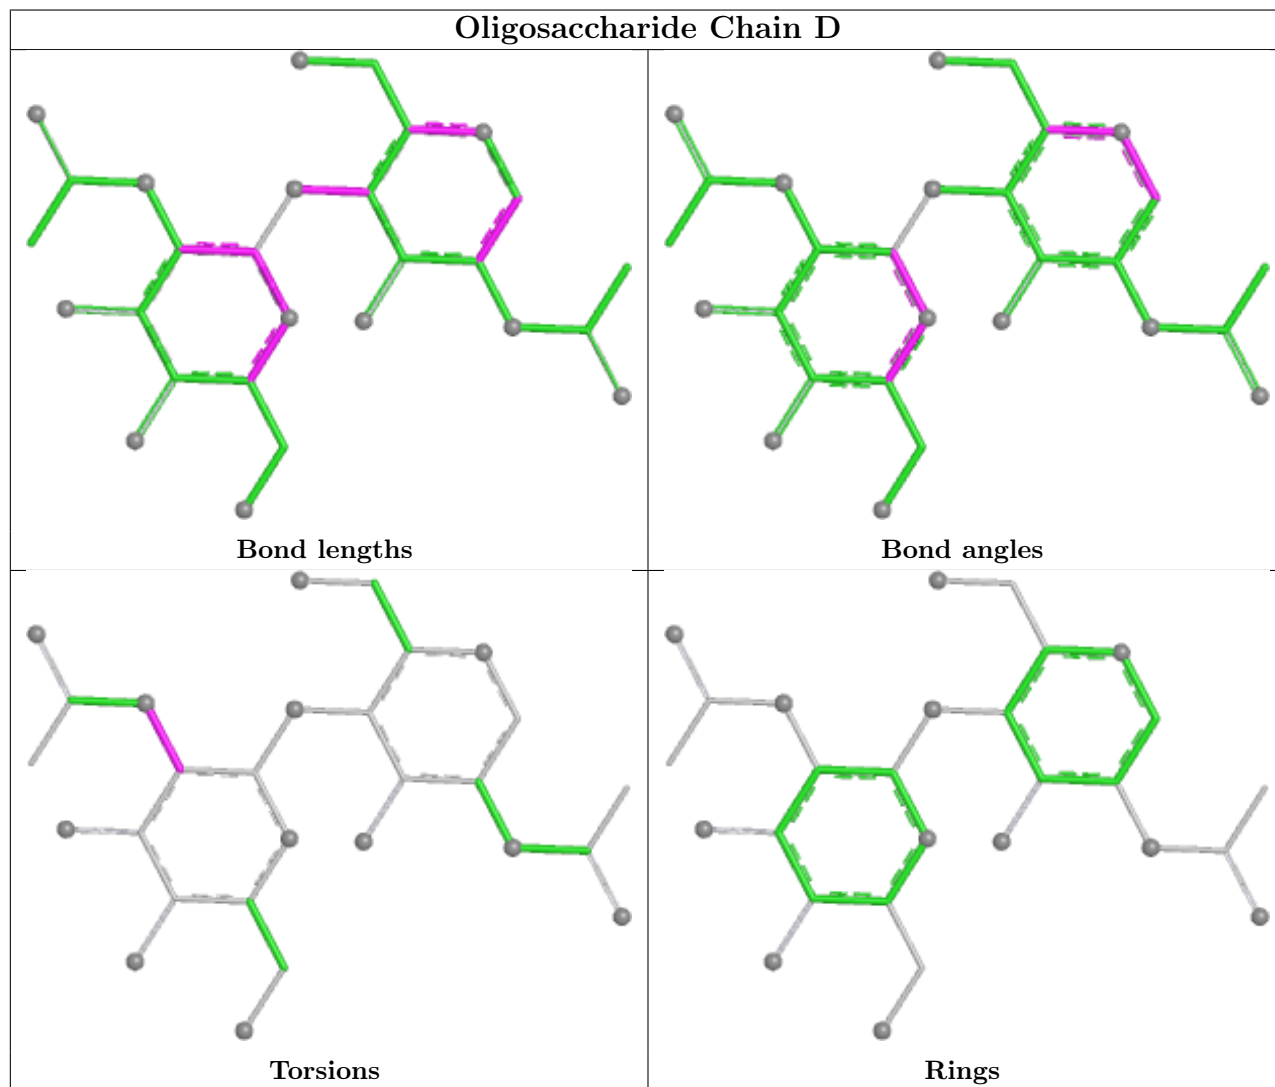 Oligosaccharide Chain D
Bond lengths
Bond angles
Torsions
Rings